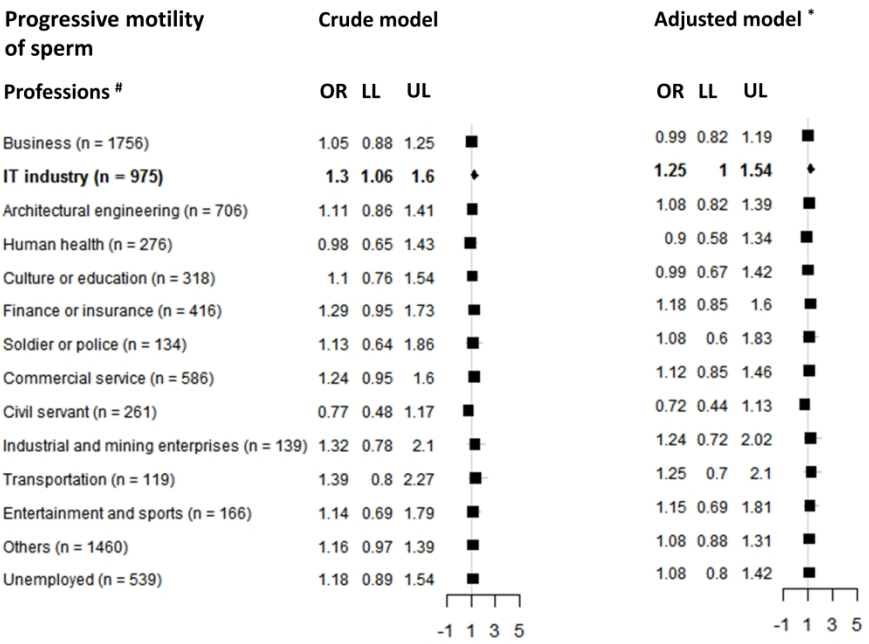 Progressive motility of sperm Crude model Adjusted model *
Professions # OR LL UL OR LL UL
Business (n = 1756) 1.05 0.88 1.25 0.99 0.82 1.19
IT industry (n = 975) 1.3 1.06 1.6 1.25 1 1.54
Architectural engineering (n = 706) 1.11 0.86 1.41 1.08 0.82 1.39
Human health (n = 276) 0.98 0.65 1.43 0.9 0.58 1.34
Culture or education (n = 318) 1.1 0.76 1.54 0.99 0.67 1.42
Finance or insurance (n = 416) 1.29 0.95 1.73 1.18 0.85 1.6
Soldier or police (n = 134) 1.13 0.64 1.86 1.08 0.6 1.83
Commercial service (n = 586) 1.24 0.95 1.6 1.12 0.85 1.46
Civil servant (n = 261) 0.77 0.48 1.17 0.72 0.44 1.13
Industrial and mining enterprises (n = 139) 1.32 0.78 2.1 1.24 0.72 2.02
Transportation (n = 119) 1.39 0.8 2.27 1.25 0.7 2.1
Entertainment and sports (n = 166) 1.14 0.69 1.79 1.15 0.69 1.81
Others (n = 1460) 1.16 0.97 1.39 1.08 0.88 1.31
Unemployed (n = 539) 1.18 0.89 1.54 1.08 0.8 1.42
-1 1 3 5 -1 1 3 5